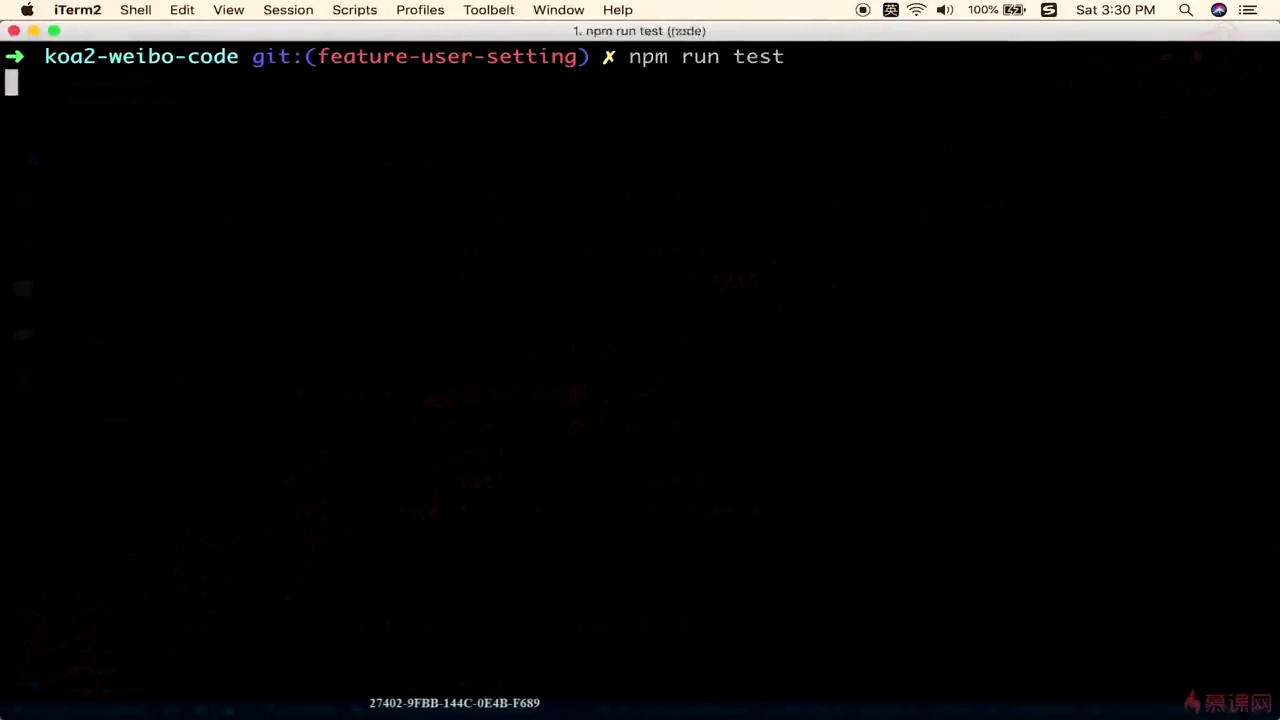 iTerm2 Shell Edit View Session Scripts Profiles Toolbelt Window Help 英 100% Sat 3:30 PM
1. npm run test (node)
➜ koa2-weibo-code git:(feature-user-setting) ✗ npm run test
27402-9FBB-144C-0E4B-F689
慕课网